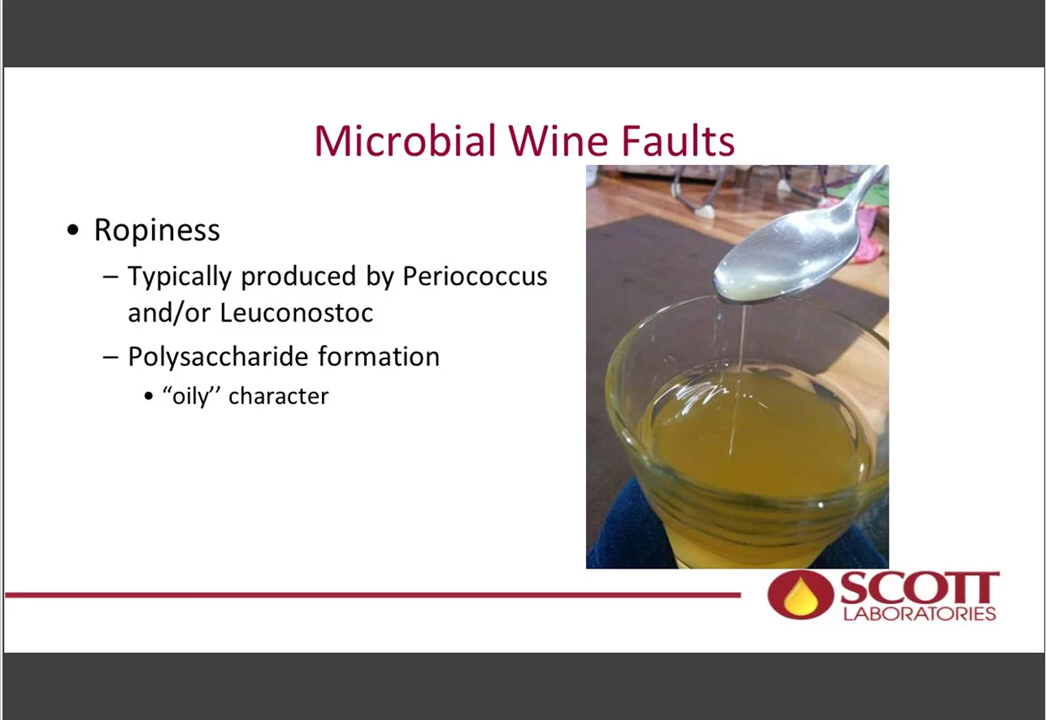 Microbial Wine Faults
• Ropiness
– Typically produced by Periococcus
and/or Leuconostoc
– Polysaccharide formation
• “oily’’ character
SCOTT
LABORATORIES